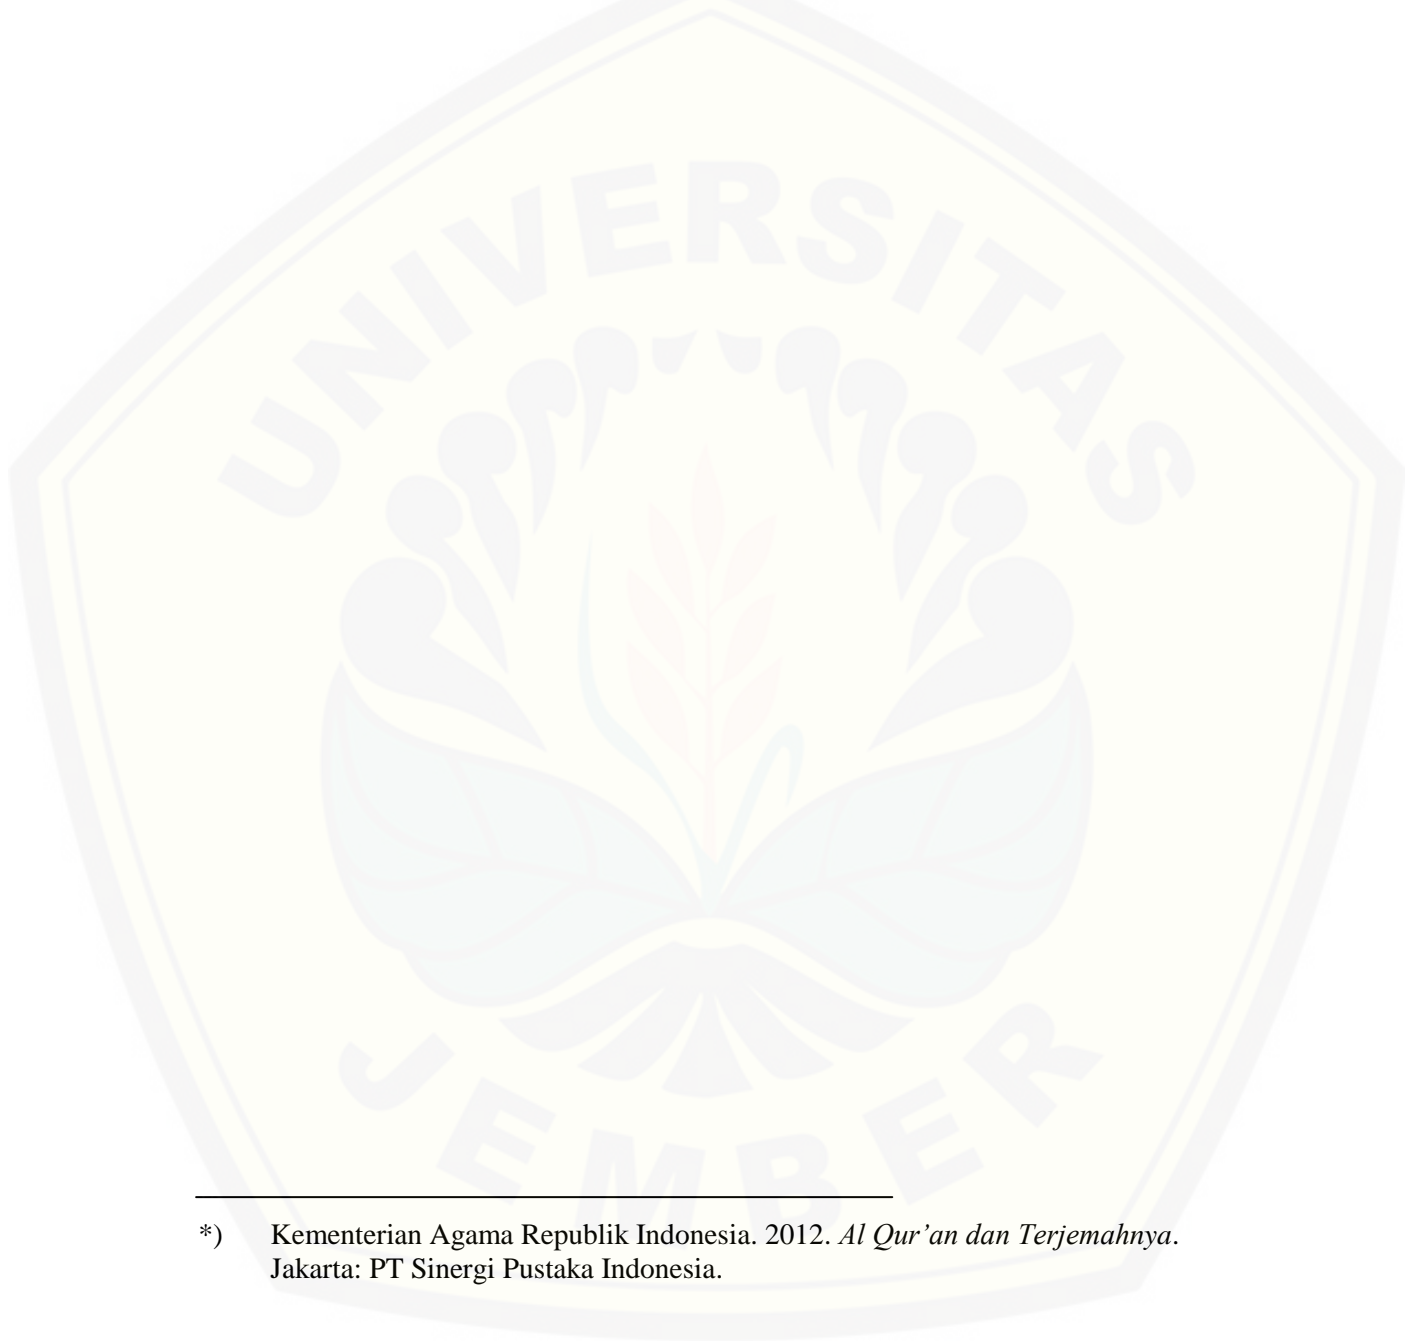 UNIVERSITAS
JEMBER
*) Kementerian Agama Republik Indonesia. 2012. Al Qur’an dan Terjemahnya.
Jakarta: PT Sinergi Pustaka Indonesia.